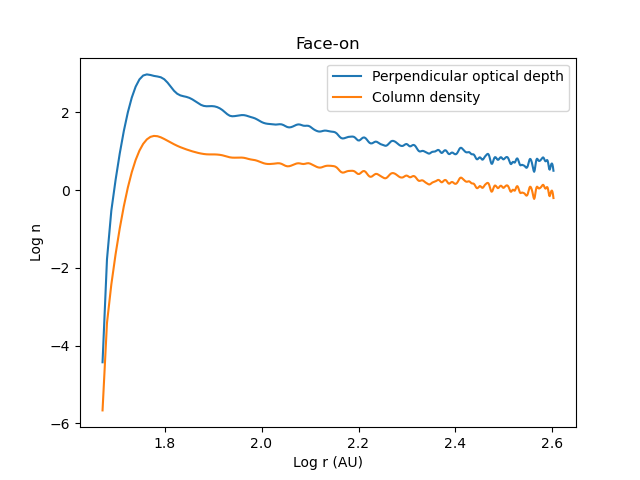 Face-on
Perpendicular optical depth
Column density
Log n
2
0
−2
−4
−6
1.8
2.0
2.2
2.4
2.6
Log r (AU)